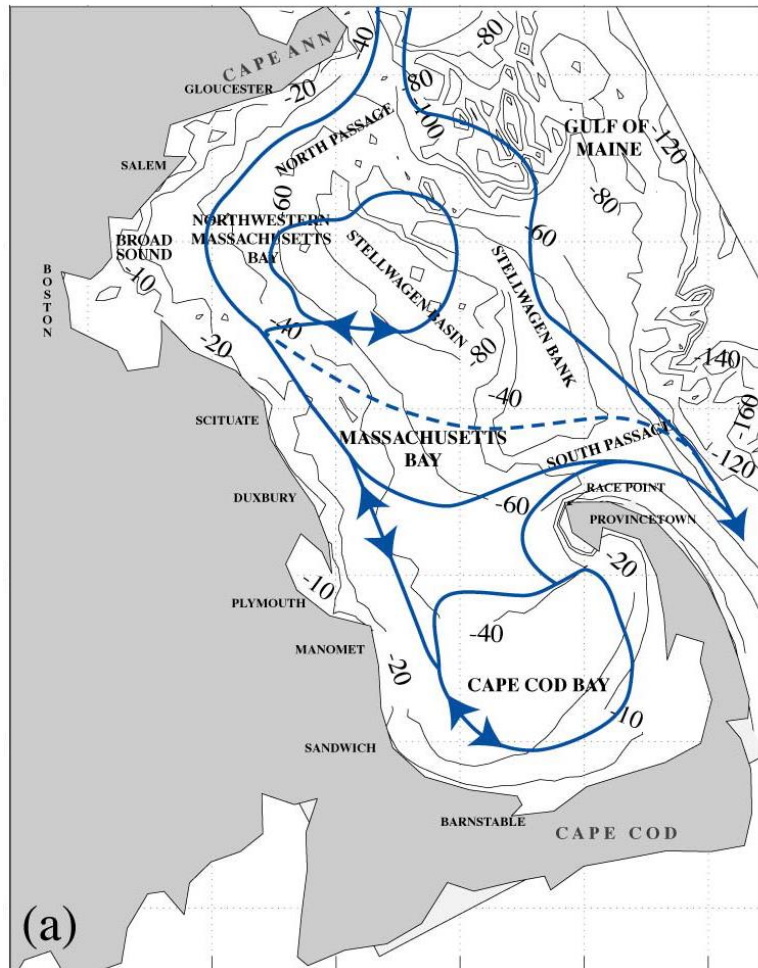 -40
-80
CAPE ANN
GLOUCESTER
-20
-80
-100
GULF OF
MAINE
-120
NORTH PASSAGE
SALEM
-60
-80
NORTHWESTERN
MASSACHUSETTS
BAY
BROAD
SOUND
-10
BOSTON
STELLWAGEN BASIN
-60
STELLWAGEN BANK
-40
-20
-80
-140
-40
-160
SCITUATE
MASSACHUSETTS
BAY
SOUTH PASSAGE
-120
DUXBURY
-60
RACE POINT
PROVINCETOWN
-10
-20
PLYMOUTH
-40
MANOMET
-20
CAPE COD BAY
-10
SANDWICH
BARNSTABLE
CAPE COD
(a)